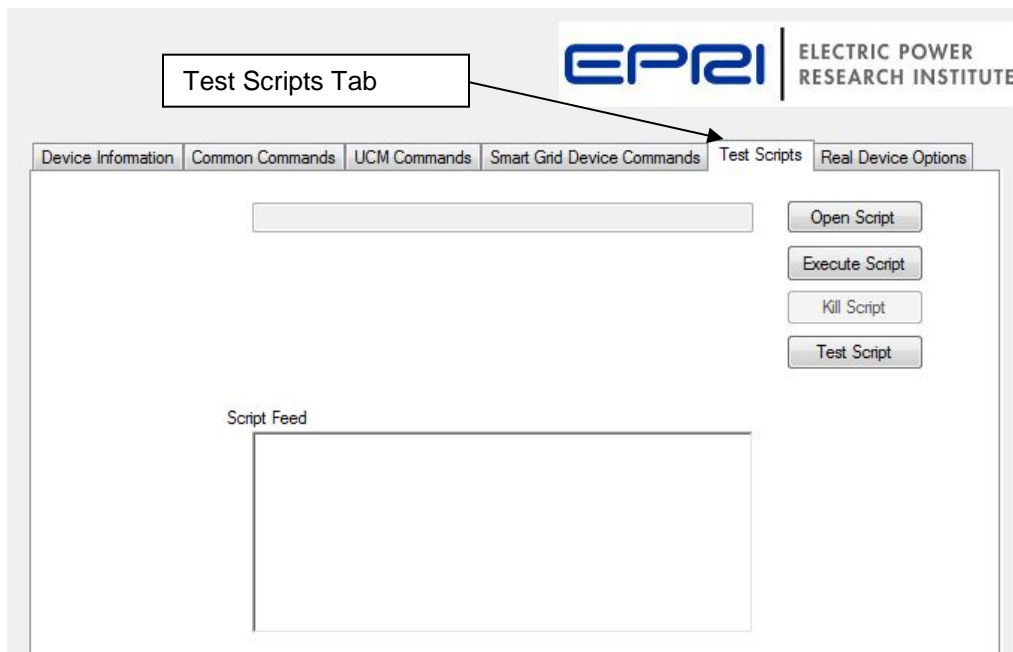 EPRI
ELECTRIC POWER
RESEARCH INSTITUTE
Test Scripts Tab
Device Information
Common Commands
UCM Commands
Smart Grid Device Commands
Test Scripts
Real Device Options
Open Script
Execute Script
Kill Script
Test Script
Script Feed